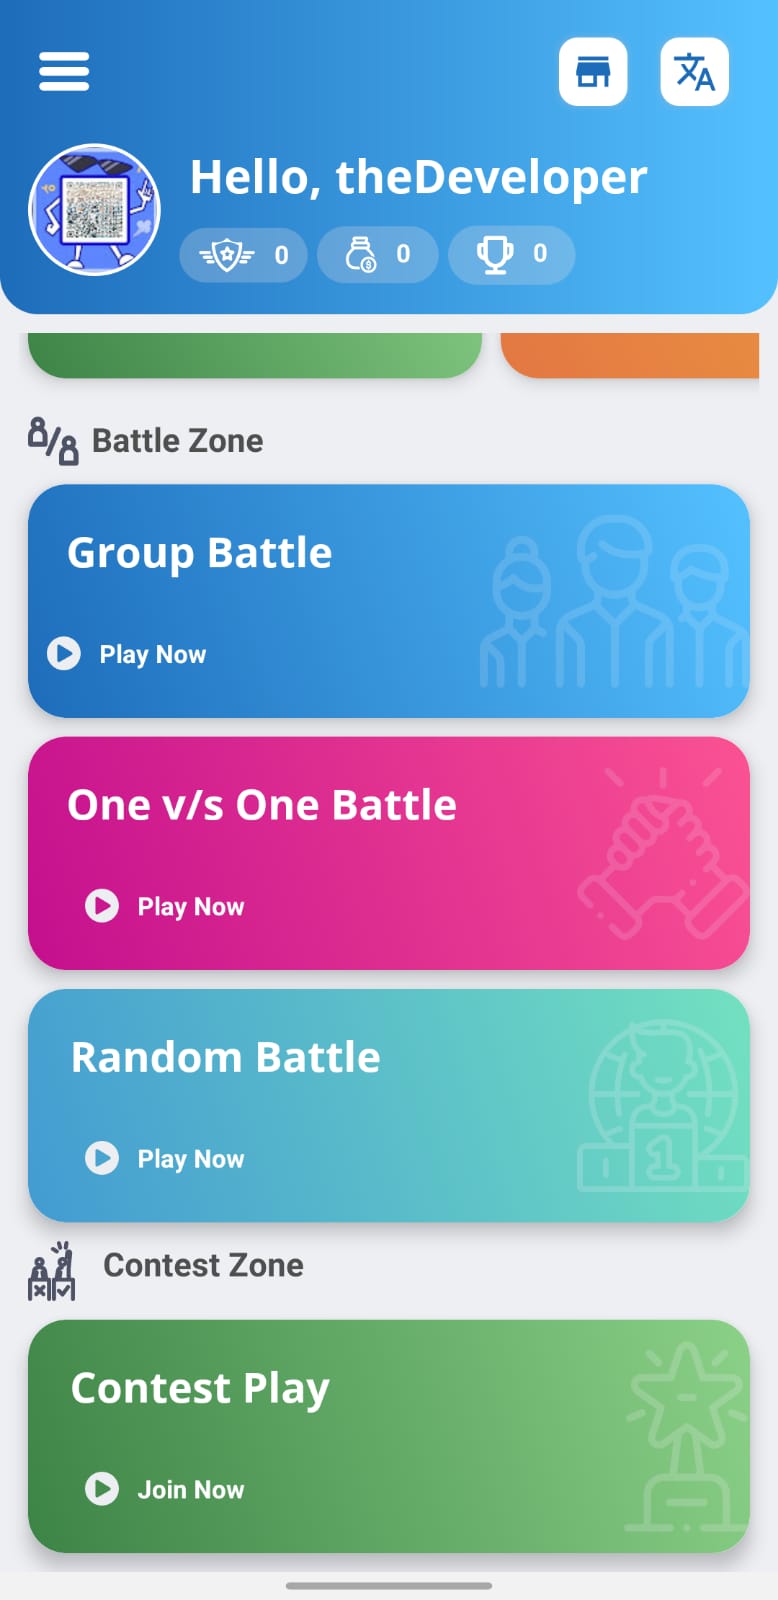 Hello, theDeveloper
0
0
0
Battle Zone
Group Battle
Play Now
One v/s One Battle
Play Now
Random Battle
1
Play Now
Contest Zone
Contest Play
Join Now